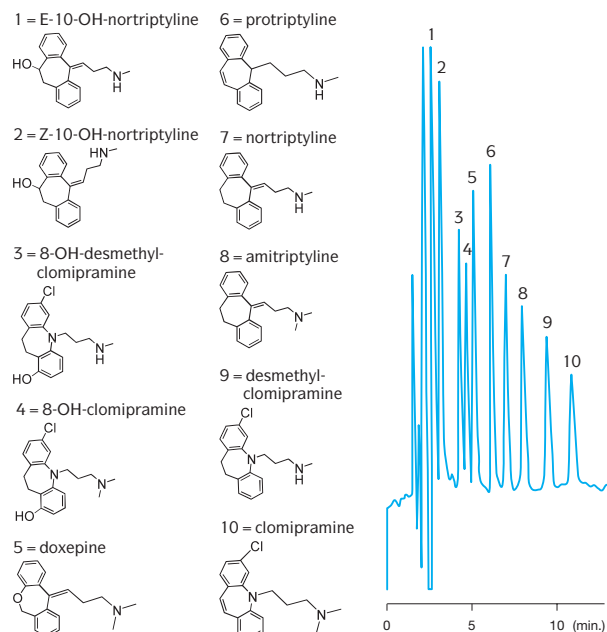 1 = E-10-OH-nortriptyline
HO
N
H
2 = Z-10-OH-nortriptyline
HN
HO
3 = 8-OH-desmethyl-
clomipramine
Cl
N
N
H
HO
4 = 8-OH-clomipramine
Cl
N
N
HO
5 = doxepine
O
N
6 = protriptyline
N
H
7 = nortriptyline
N
H
8 = amitriptyline
N
9 = desmethyl-
clomipramine
Cl
N
N
H
10 = clomipramine
Cl
N
N
1
2
3
4
5
6
7
8
9
10
0 5 10 (min.)